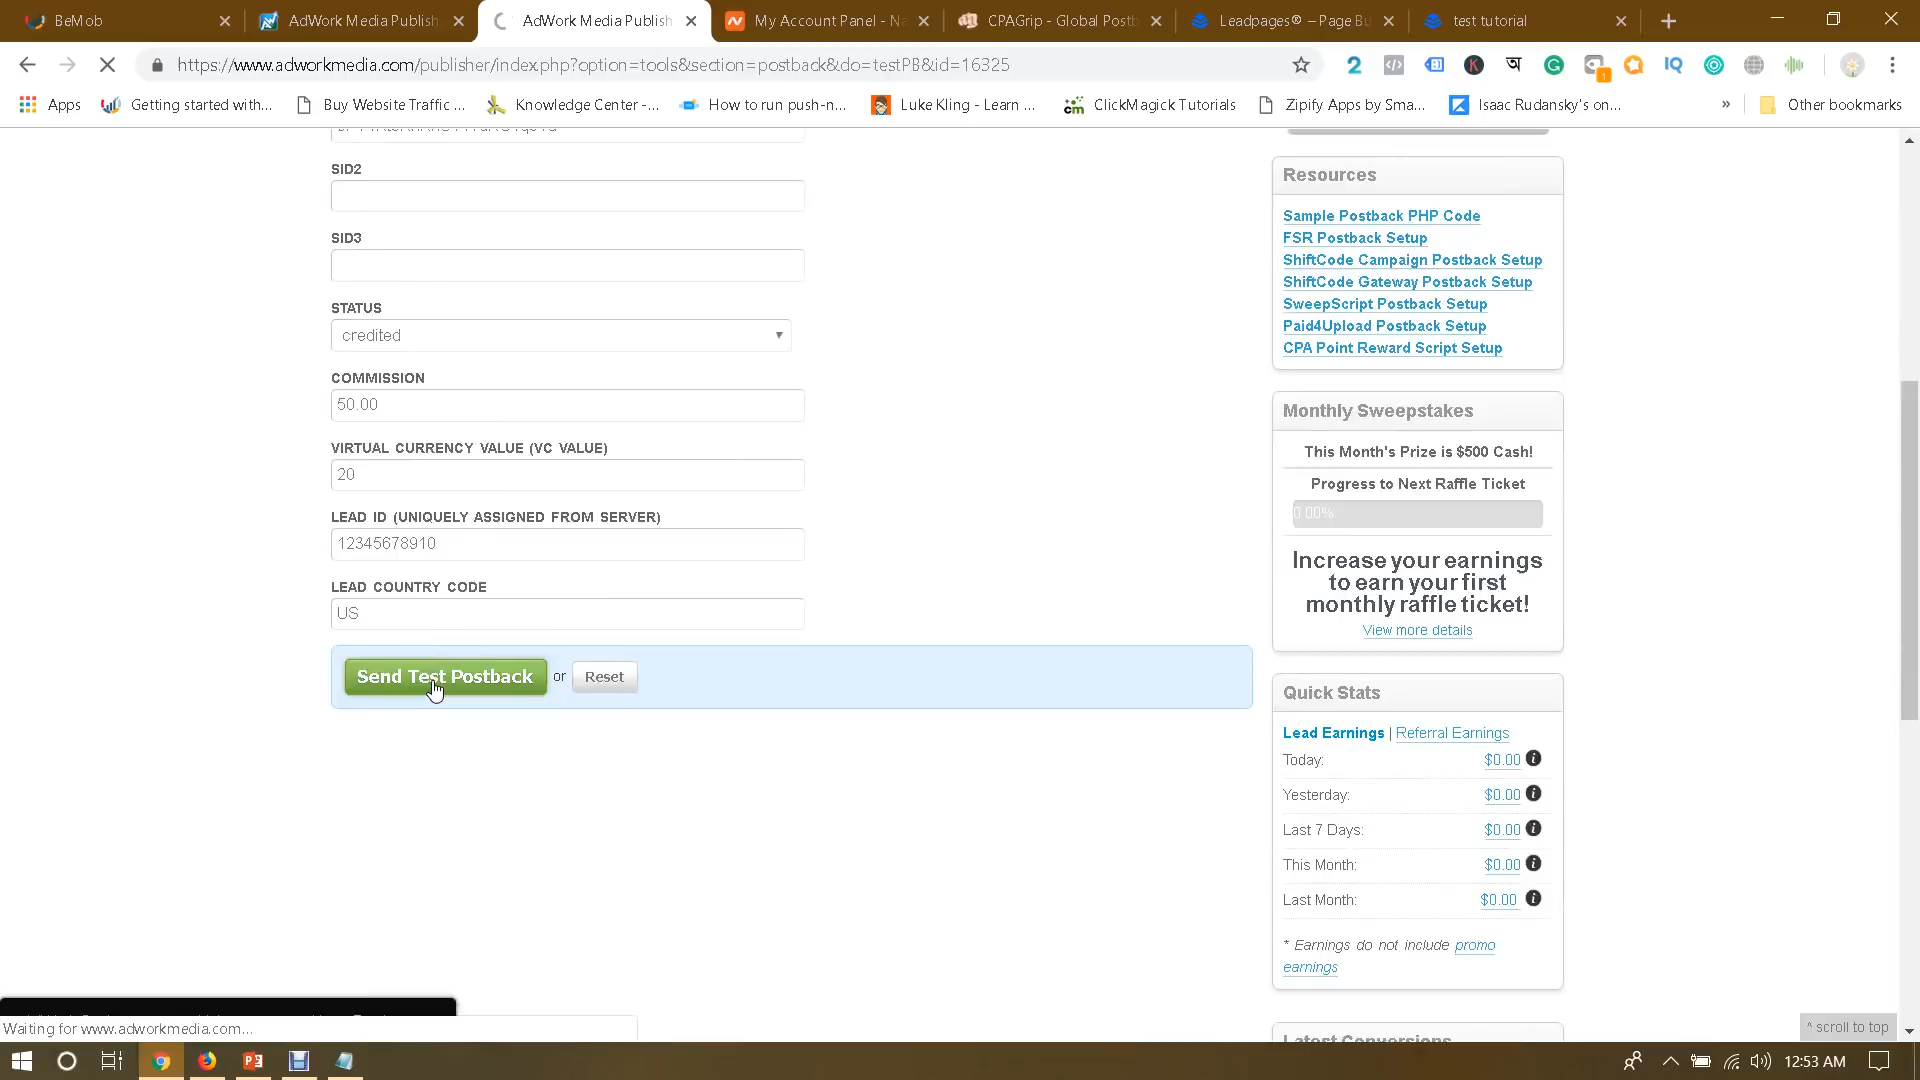 BeMob
AdWork Media Publish
AdWork Media Publish
My Account Panel - Na
CPAGrip - Global Postb
Leadpages® – Page Bu
test tutorial
https://www.adworkmedia.com/publisher/index.php?option=tools&section=postback&do=testPB&id=16325
Apps
Getting started with...
Buy Website Traffic ...
Knowledge Center -...
How to run push-n...
Luke Kling - Learn ...
ClickMagick Tutorials
Zipify Apps by Sma...
Isaac Rudansky's on...
»
Other bookmarks
SID2
SID3
STATUS
credited
COMMISSION
50.00
VIRTUAL CURRENCY VALUE (VC VALUE)
20
LEAD ID (UNIQUELY ASSIGNED FROM SERVER)
12345678910
LEAD COUNTRY CODE
US
Send Test Postback or Reset
Resources
Sample Postback PHP Code
FSR Postback Setup
ShiftCode Campaign Postback Setup
ShiftCode Gateway Postback Setup
SweepScript Postback Setup
Paid4Upload Postback Setup
CPA Point Reward Script Setup
Monthly Sweepstakes
This Month's Prize is $500 Cash!
Progress to Next Raffle Ticket
0.00%
Increase your earnings
to earn your first
monthly raffle ticket!
View more details
Quick Stats
Lead Earnings | Referral Earnings
Today: $0.00
Yesterday: $0.00
Last 7 Days: $0.00
This Month: $0.00
Last Month: $0.00
* Earnings do not include promo
earnings
Latest Conversions
^ scroll to top
Waiting for www.adworkmedia.com...
12:53 AM